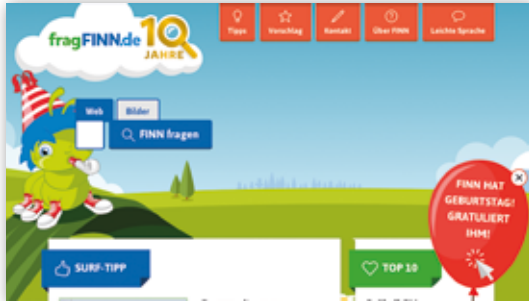 fragFINN.de 10
JAHRE
Tipps Vorschlag Kontakt Über FINN Leichte Sprache
Web Bilder
FINN fragen
FINN HAT
GEBURTSTAG!
GRATULIERT
IHM!
SURF-TIPP
TOP 10